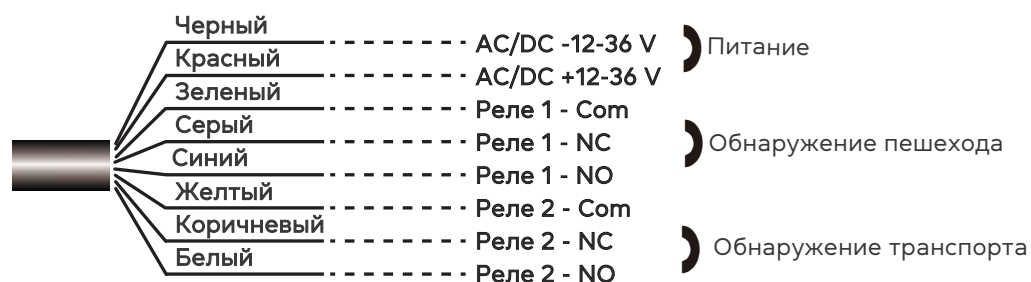 Черный AC/DC -12-36 V Питание
Красный AC/DC +12-36 V
Зеленый Реле 1 - Com
Серый Реле 1 - NC Обнаружение пешехода
Синий Реле 1 - NO
Желтый Реле 2 - Com
Коричневый Реле 2 - NC Обнаружение транспорта
Белый Реле 2 - NO